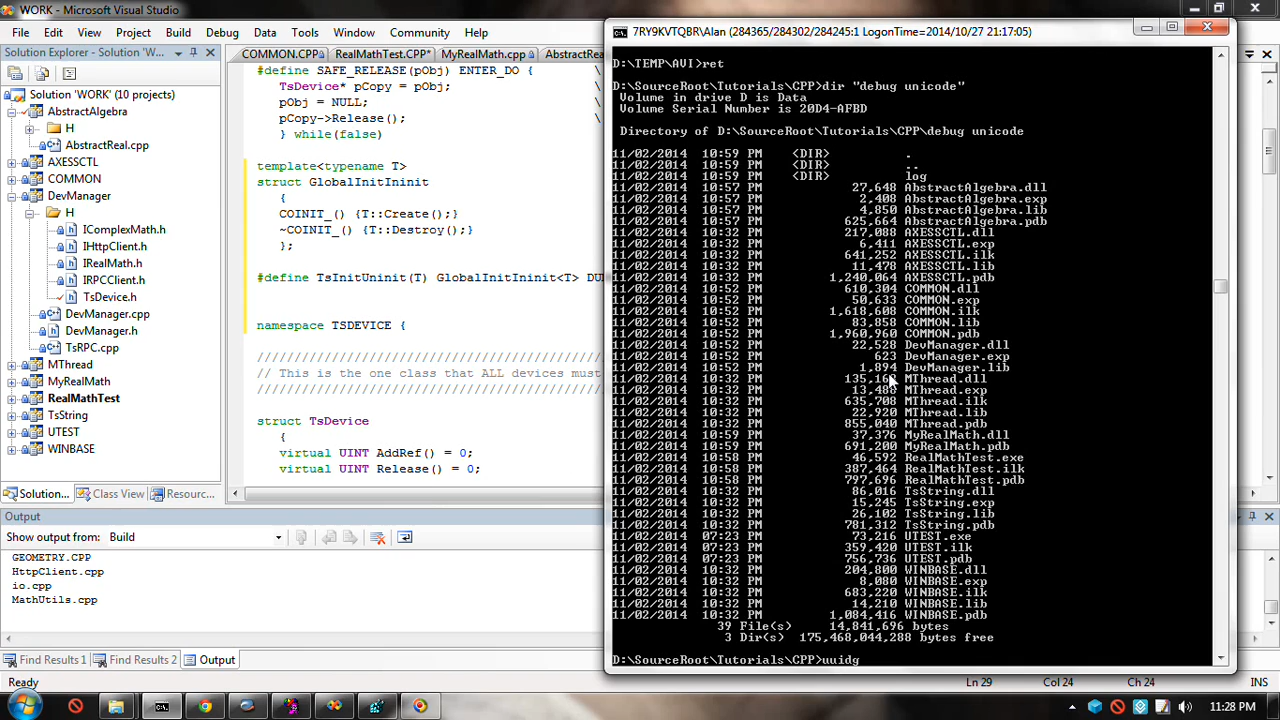 WORK - Microsoft Visual Studio
File Edit View Project Build Debug Data Tools Window Community Help
Solution Explorer - Solution 'WORK'
Solution 'WORK' (10 projects)
AbstractAlgebra
H
AbstractReal.cpp
AXESSCTL
COMMON
DevManager
H
IComplexMath.h
IHttpClient.h
IRealMath.h
IRPCClient.h
TsDevice.h
DevManager.cpp
DevManager.h
TsRPC.cpp
MThread
MyRealMath
RealMathTest
TsString
UTEST
WINBASE
Solution... Class View Resourc...
COMMON.CPP* RealMathTest.CPP* MyRealMath.cpp AbstractRea
#define SAFE_RELEASE(pObj) ENTER_DO { \
TsDevice* pCopy = pObj; \
pObj = NULL; \
pCopy->Release(); \
} while(false)
template<typename T>
struct GlobalInitIninit
{
COINIT_() {T::Create();}
~COINIT_() {T::Destroy();}
};
#define TsInitUninit(T) GlobalInitIninit<T> DU
namespace TSDEVICE {
// This is the one class that ALL devices must
struct TsDevice
{
virtual UINT AddRef() = 0;
virtual UINT Release() = 0;
Output
Show output from: Build
GEOMETRY.CPP
HttpClient.cpp
io.cpp
MathUtils.cpp
Find Results 1 Find Results 2 Output
Ready
Ln 29 Col 24 Ch 24 INS
7RY9KVTQBR\Alan (284365/284302/284245:1 LogonTime=2014/10/27 21:17:05)
D:\TEMP\AVI>ret
D:\SourceRoot\Tutorials\CPP>dir "debug unicode"
Volume in drive D is Data
Volume Serial Number is 20D4-AFBD
Directory of D:\SourceRoot\Tutorials\CPP\debug unicode
11/02/2014 10:59 PM <DIR> .
11/02/2014 10:59 PM <DIR> ..
11/02/2014 10:59 PM <DIR> log
11/02/2014 10:57 PM 27,648 AbstractAlgebra.dll
11/02/2014 10:57 PM 2,408 AbstractAlgebra.exp
11/02/2014 10:57 PM 4,850 AbstractAlgebra.lib
11/02/2014 10:57 PM 625,664 AbstractAlgebra.pdb
11/02/2014 10:32 PM 217,088 AXESSCTL.dll
11/02/2014 10:32 PM 6,411 AXESSCTL.exp
11/02/2014 10:32 PM 641,252 AXESSCTL.ilk
11/02/2014 10:32 PM 11,478 AXESSCTL.lib
11/02/2014 10:32 PM 1,240,064 AXESSCTL.pdb
11/02/2014 10:52 PM 610,304 COMMON.dll
11/02/2014 10:52 PM 50,633 COMMON.exp
11/02/2014 10:52 PM 1,618,608 COMMON.ilk
11/02/2014 10:52 PM 83,858 COMMON.lib
11/02/2014 10:52 PM 1,960,960 COMMON.pdb
11/02/2014 10:52 PM 22,528 DevManager.dll
11/02/2014 10:52 PM 623 DevManager.exp
11/02/2014 10:52 PM 1,894 DevManager.lib
11/02/2014 10:32 PM MThread.dll
11/02/2014 10:32 PM 13,488 MThread.exp
11/02/2014 10:32 PM 635,708 MThread.ilk
11/02/2014 10:32 PM 22,920 MThread.lib
11/02/2014 10:32 PM 855,040 MThread.pdb
11/02/2014 10:59 PM 37,376 MyRealMath.dll
11/02/2014 10:59 PM 691,200 MyRealMath.pdb
11/02/2014 10:58 PM 46,592 RealMathTest.exe
11/02/2014 10:58 PM 387,464 RealMathTest.ilk
11/02/2014 10:58 PM 797,696 RealMathTest.pdb
11/02/2014 10:32 PM 86,016 TsString.dll
11/02/2014 10:32 PM 15,245 TsString.exp
11/02/2014 10:32 PM 26,102 TsString.lib
11/02/2014 10:32 PM 781,312 TsString.pdb
11/02/2014 07:23 PM 73,216 UTEST.exe
11/02/2014 07:23 PM 359,420 UTEST.ilk
11/02/2014 07:23 PM 756,736 UTEST.pdb
11/02/2014 10:32 PM 204,800 WINBASE.dll
11/02/2014 10:32 PM 8,080 WINBASE.exp
11/02/2014 10:32 PM 683,220 WINBASE.ilk
11/02/2014 10:32 PM 14,210 WINBASE.lib
11/02/2014 10:32 PM 1,084,416 WINBASE.pdb
39 File(s) 14,841,696 bytes
3 Dir(s) 175,468,044,288 bytes free
D:\SourceRoot\Tutorials\CPP>uuidg
11:28 PM